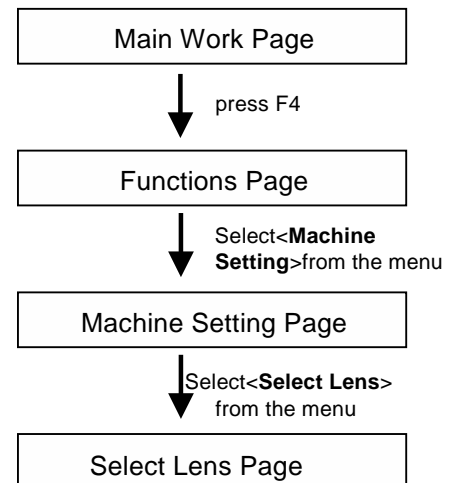 Main Work Page
press F4
Functions Page
Select<Machine
Setting>from the menu
Machine Setting Page
Select<Select Lens>
from the menu
Select Lens Page